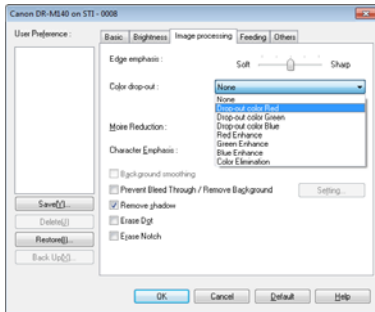 Canon DR-M140 on STI - 0008
User Preference :
Basic Brightness Image processing Feeding Others
Edge emphasis :
Soft Sharp
Color drop-out :
None
None
Drop-out color Red
Drop-out color Green
Drop-out color Blue
Red Enhance
Green Enhance
Blue Enhance
Color Elimination
Moire Reduction :
Character Emphasis :
Background smoothing
Prevent Bleed Through / Remove Background
Setting...
Remove shadow
Erase Dot
Erase Notch
Save(V)...
Delete(J)
Restore(I)...
Back Up(X)...
OK Cancel Default Help